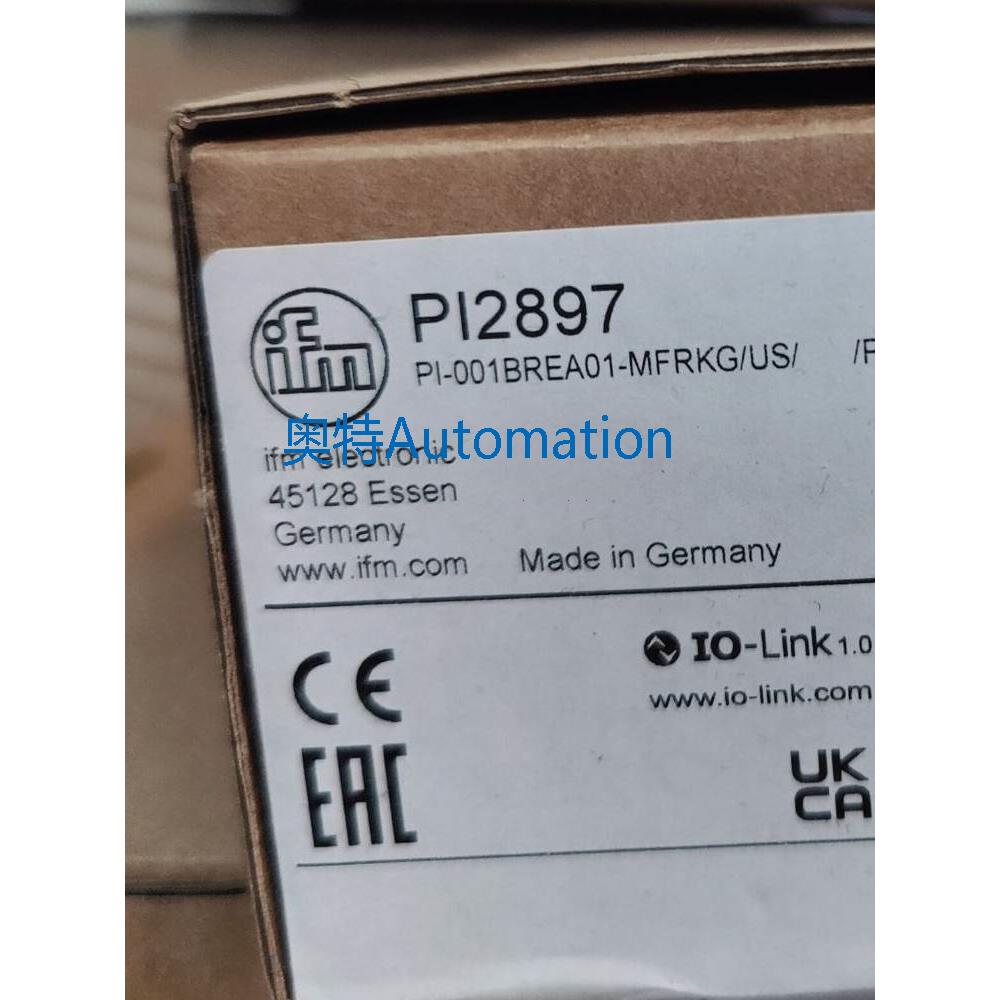 ifm
PI2897
PI-001BREA01-MFRKG/US/ /P
奥特Automation
ifm electronic
45128 Essen
Germany
www.ifm.com
Made in Germany
IO-Link 1.0
www.io-link.com
CE
EAC
UK
CA